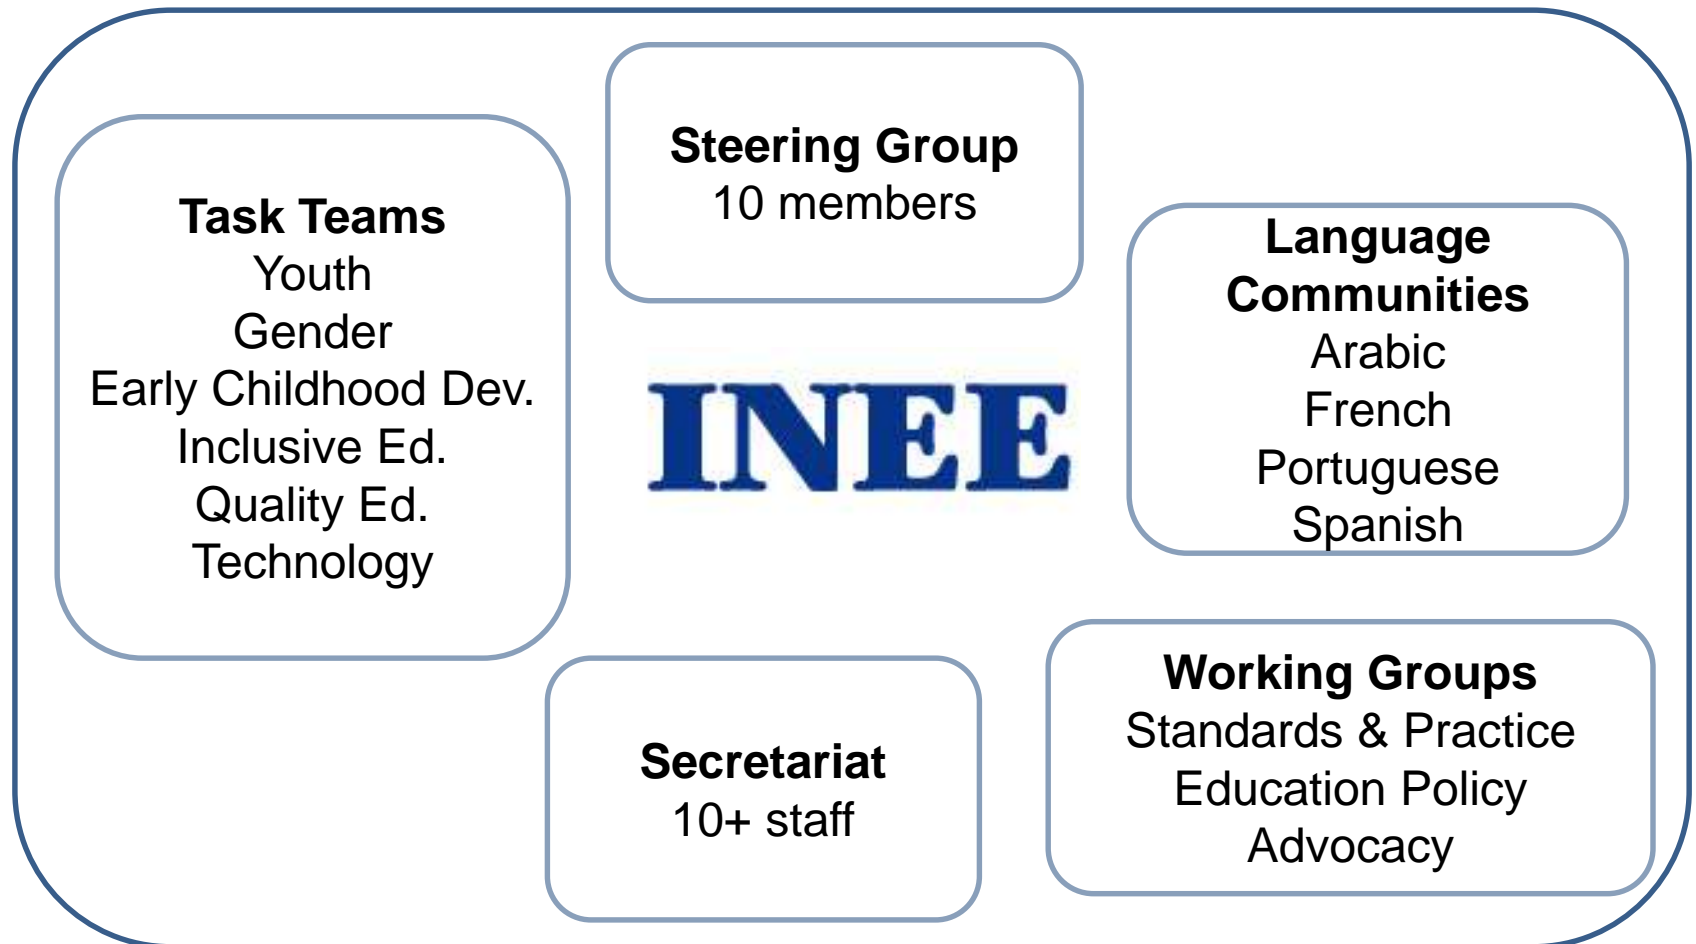 Steering Group
10 members
Task Teams
Youth
Gender
Early Childhood Dev.
Inclusive Ed.
Quality Ed.
Technology
INEE
Language
Communities
Arabic
French
Portuguese
Spanish
Secretariat
10+ staff
Working Groups
Standards & Practice
Education Policy
Advocacy